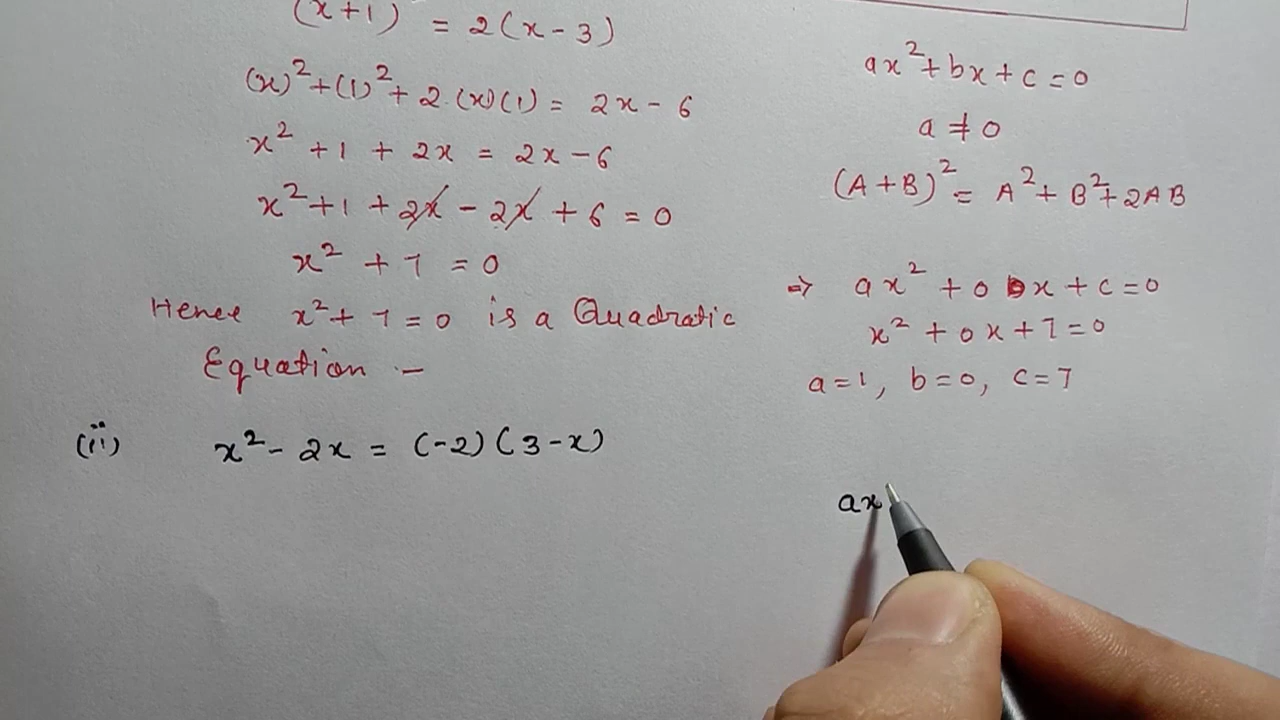 (x+1) = 2(x-3)
(x)²+(1)²+2.(x)(1) = 2x-6
x² +1 + 2x = 2x-6
x²+1 + 2x - 2x + 6 = 0
x² + 7 = 0
Hence x²+7=0 is a Quadratic
Equation :-
(ii) x²-2x = (-2)(3-x)
ax²+bx+c=0
a≠0
(A+B)² = A²+B²+2AB
⇒ ax² + 0 x + c = 0
x² + 0x + 7 = 0
a=1, b=0, c=7
ax